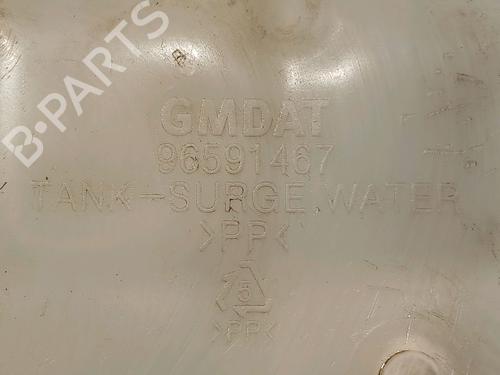 B-PARTS
GMDAT
96591467
TANK-SURGE,WATER
>PP<
5
>PP<